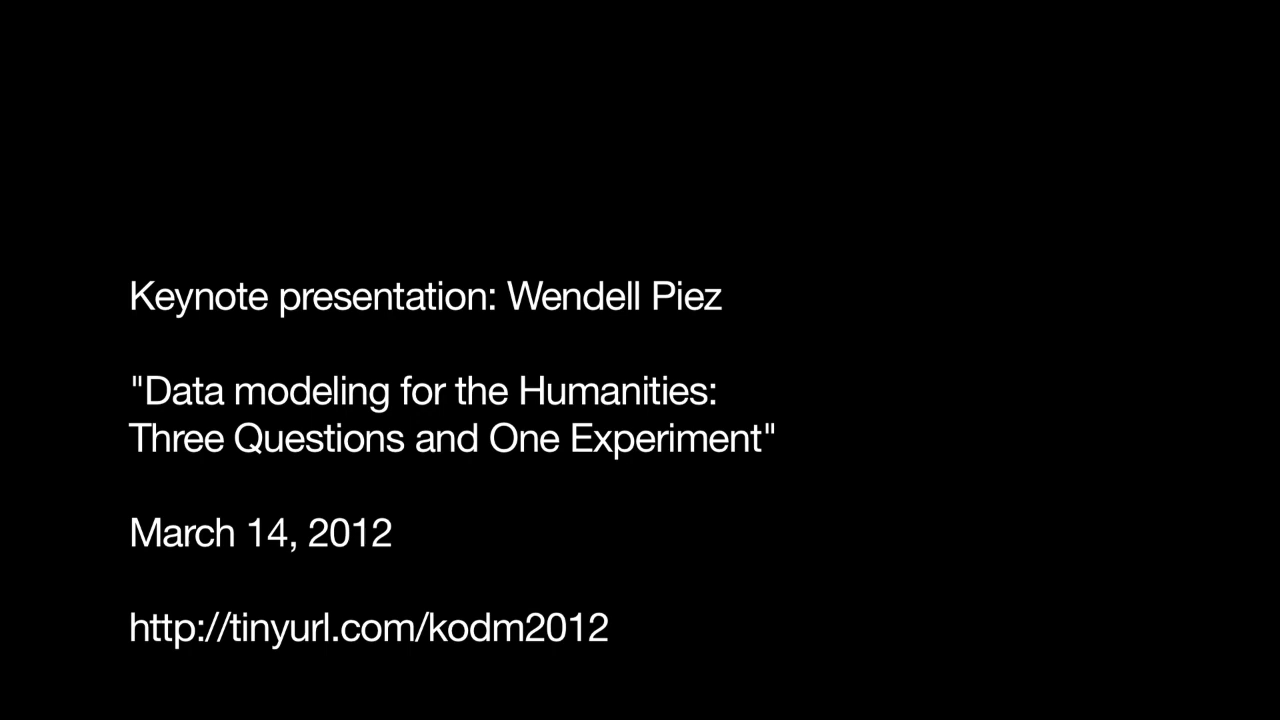 Keynote presentation: Wendell Piez
"Data modeling for the Humanities:
Three Questions and One Experiment"
March 14, 2012
http://tinyurl.com/kodm2012